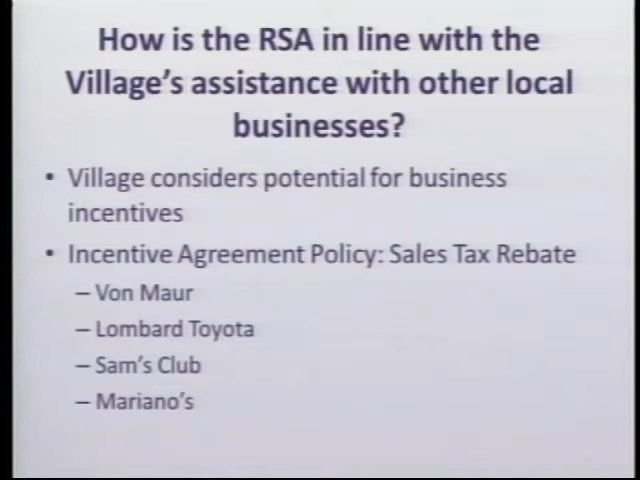 How is the RSA in line with the
Village's assistance with other local
businesses?
• Village considers potential for business
incentives
• Incentive Agreement Policy: Sales Tax Rebate
– Von Maur
– Lombard Toyota
– Sam's Club
– Mariano's